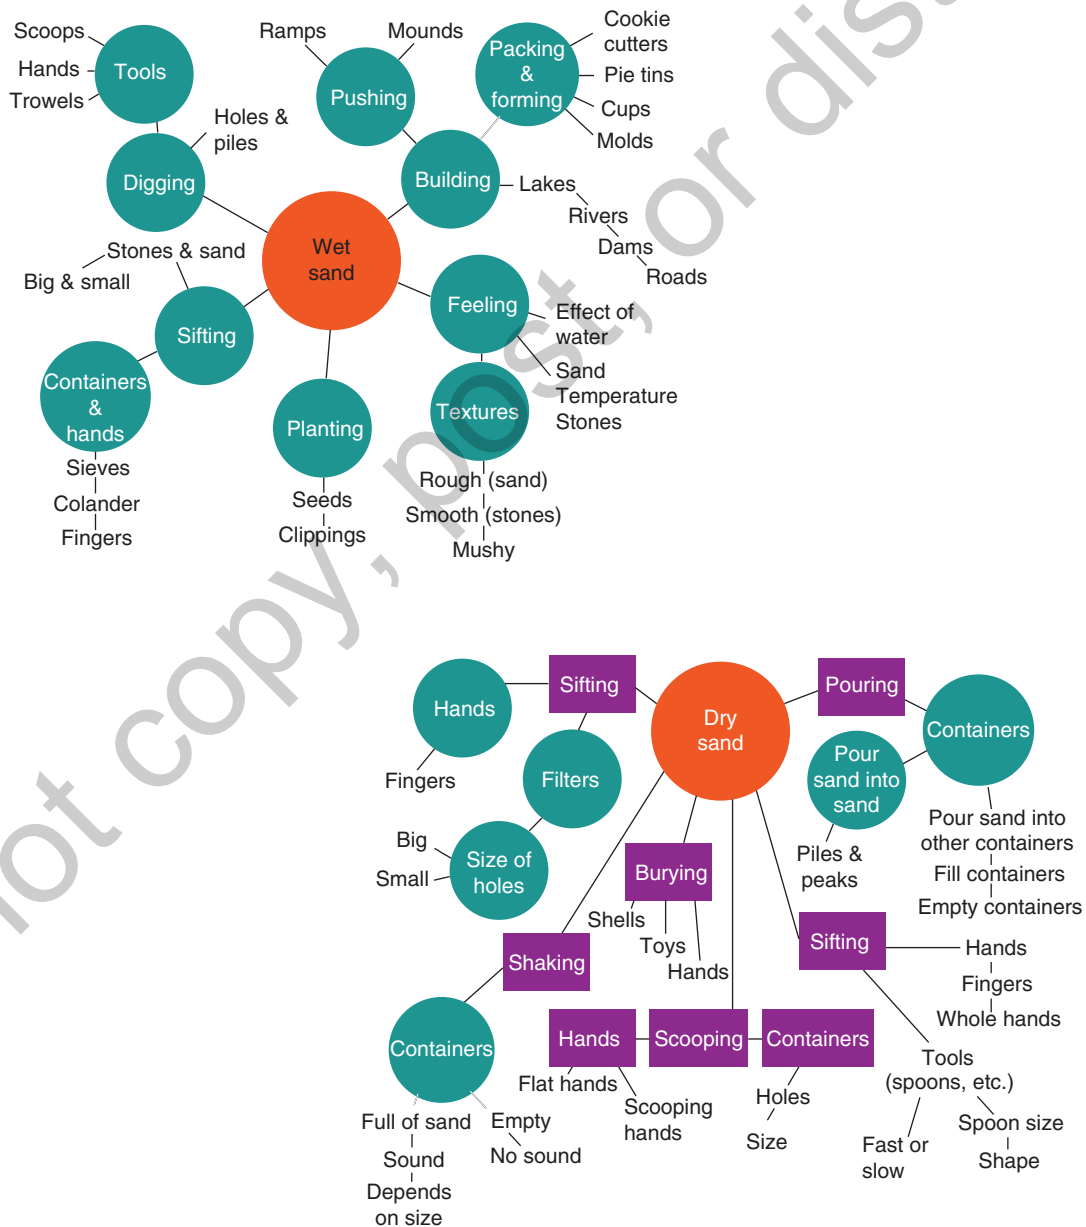 Scoops
Hands
Trowels
Tools
Ramps
Mounds
Pushing
Packing
&
forming
Cookie
cutters
Pie tins
Cups
Molds
Holes &
piles
Digging
Building
Lakes
Rivers
Dams
Roads
Wet
sand
Stones & sand
Big & small
Sifting
Feeling
Effect of
water
Sand
Temperature
Stones
Containers
&
hands
Sieves
Colander
Fingers
Planting
Seeds
Clippings
Textures
Rough (sand)
Smooth (stones)
Mushy
Dry
sand
Sifting
Hands
Fingers
Filters
Size of
holes
Big
Small
Pouring
Containers
Pour
sand into
sand
Piles &
peaks
Pour sand into
other containers
Fill containers
Empty containers
Burying
Shells
Toys
Hands
Shaking
Containers
Full of sand
Sound
Depends
on size
Empty
No sound
Hands
Scooping
Containers
Flat hands
Scooping
hands
Holes
Size
Sifting
Hands
Fingers
Whole hands
Tools
(spoons, etc.)
Fast or
slow
Spoon size
Shape
not copy, post, or dist